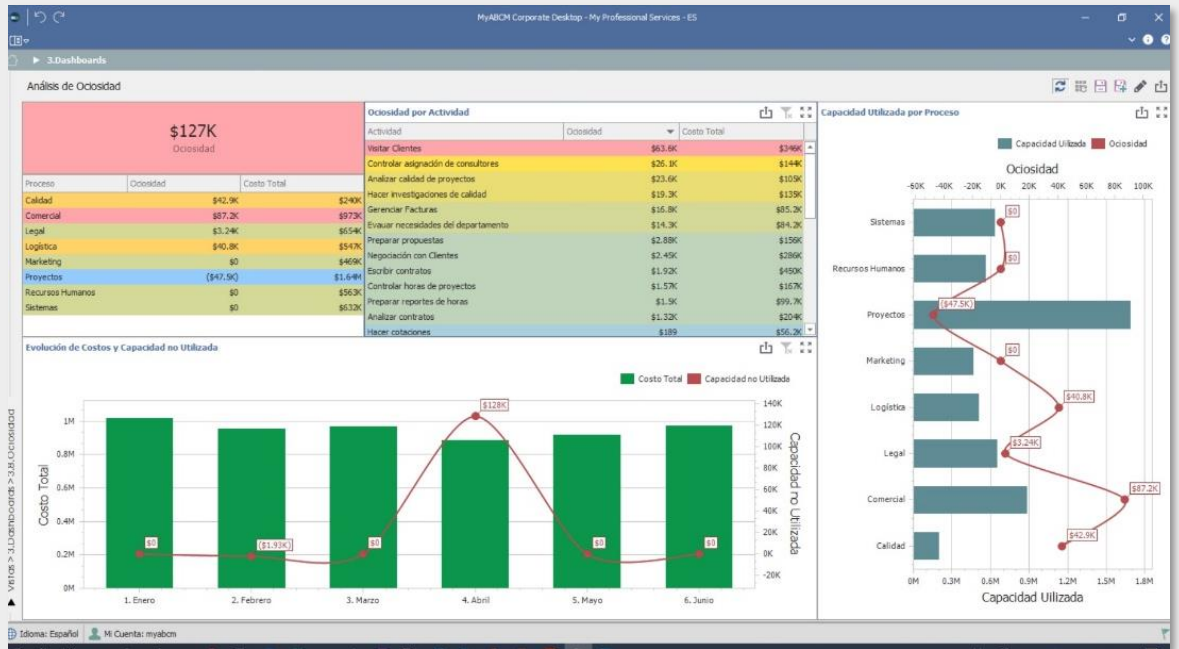 MyABCM Corporate Desktop - My Professional Services - ES
3.Dashboards
Análisis de Ociosidad
$127K
Ociosidad
Proceso Ociosidad Costo Total
Calidad $42.9K $240K
Comercial $87.2K $973K
Legal $3.24K $654K
Logística $40.8K $547K
Marketing $0 $469K
Proyectos ($47.5K) $1.64M
Recursos Humanos $0 $563K
Sistemas $0 $632K
Ociosidad por Actividad
Actividad Ociosidad Costo Total
Visitar Clientes $63.6K $346K
Controlar asignación de consultores $26.1K $144K
Analizar calidad de proyectos $23.6K $105K
Hacer investigaciones de calidad $19.3K $135K
Gerenciar Facturas $16.8K $85.2K
Evauar necesidades del departamento $14.3K $84.2K
Preparar propuestas $2.88K $156K
Negociación con Clientes $2.45K $286K
Escribir contratos $1.92K $450K
Controlar horas de proyectos $1.57K $167K
Preparar reportes de horas $1.5K $99.7K
Analizar contratos $1.32K $204K
Hacer cotaciones $189 $56.2K
Capacidad Utilizada por Proceso
Capacidad Utilizada Ociosidad
Ociosidad
-60K -40K -20K 0K 20K 40K 60K 80K 100K
Sistemas $0
Recursos Humanos $0
Proyectos ($47.5K)
Marketing $0
Logística $40.8K
Legal $3.24K
Comercial $87.2K
Calidad $42.9K
0M 0.3M 0.6M 0.9M 1.2M 1.5M 1.8M
Capacidad Utilizada
Evolución de Costos y Capacidad no Utilizada
Costo Total Capacidad no Utilizada
Costo Total
1M
0.8M
0.6M
0.4M
0.2M
0M
$0 ($1.93K) $0 $128K $0 $0
140K
120K
100K
80K
60K
40K
20K
0K
-20K
Capacidad no Utilizada
1. Enero 2. Febrero 3. Marzo 4. Abril 5. Mayo 6. Junio
Vistas > 3.Dashboards > 3.8.Ociosidad
Idioma: Español Mi Cuenta: myabcm